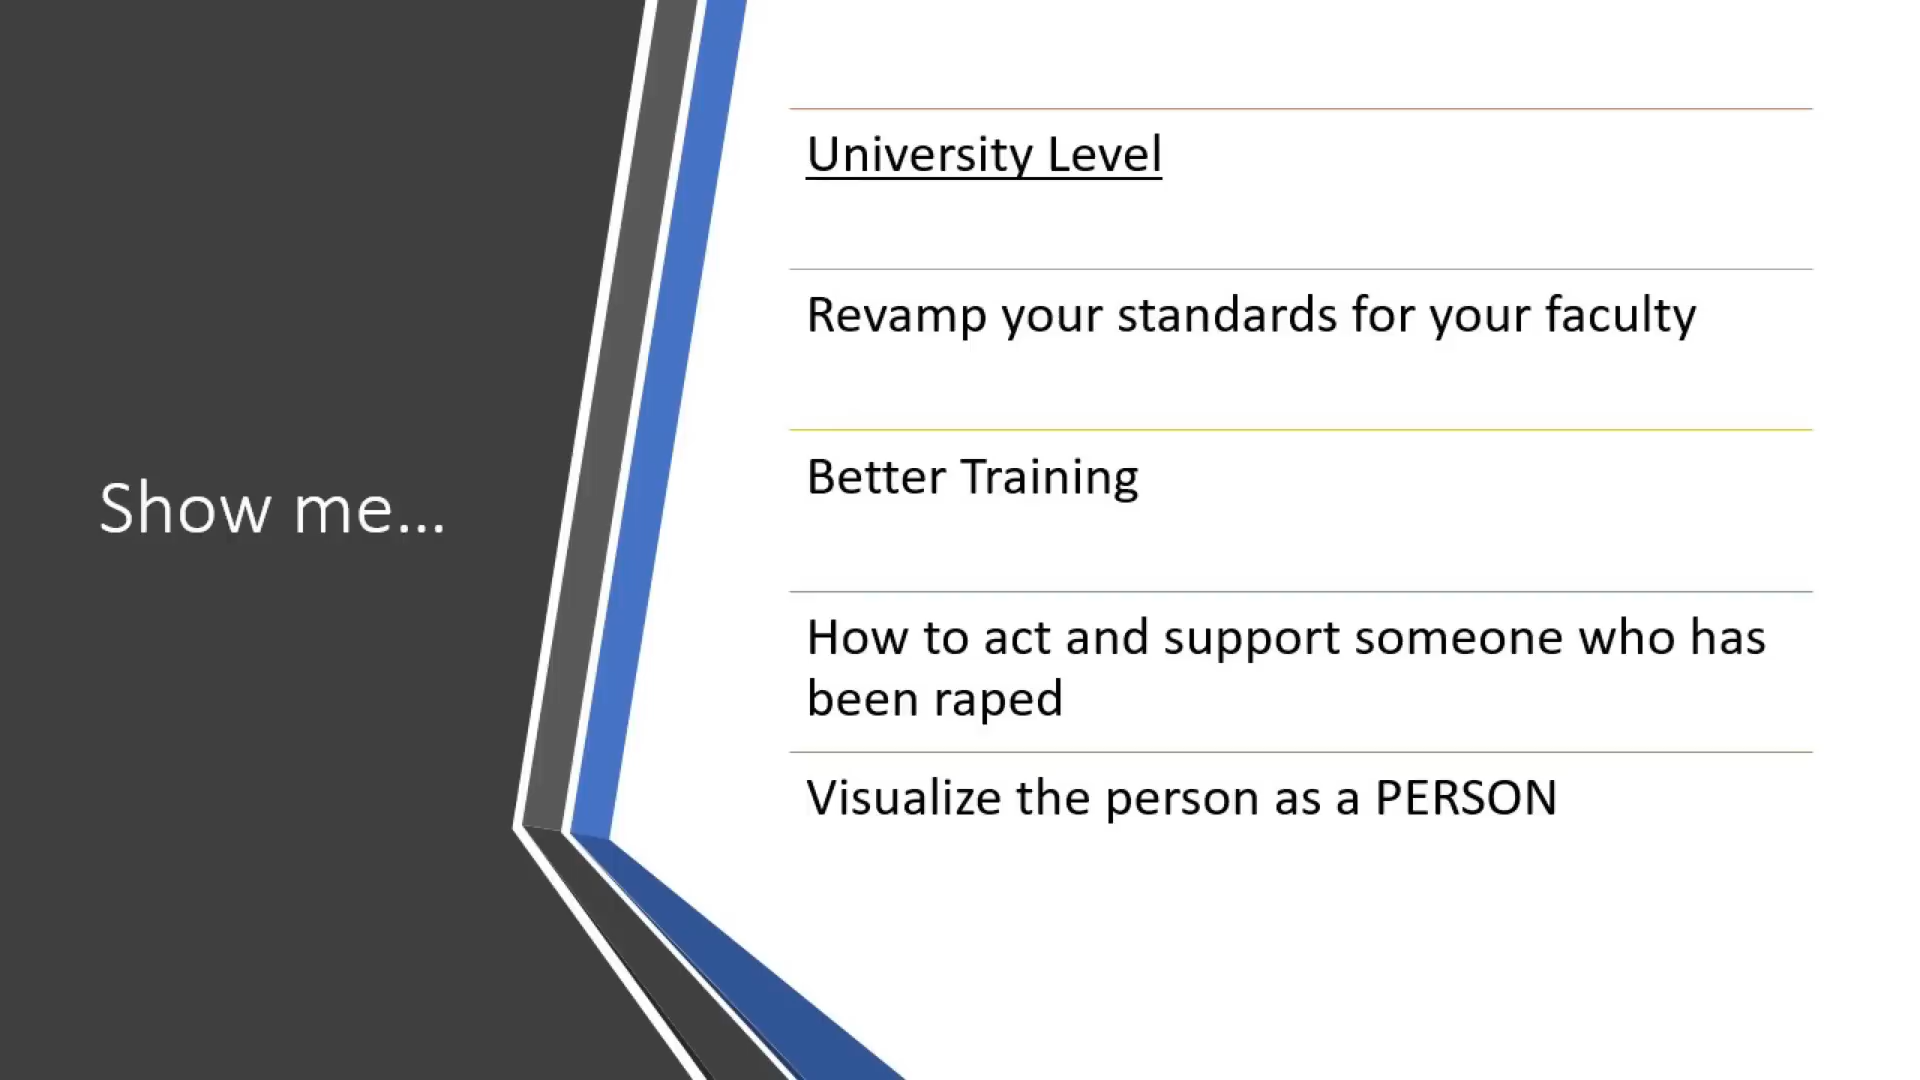 Show me...
University Level
Revamp your standards for your faculty
Better Training
How to act and support someone who has
been raped
Visualize the person as a PERSON